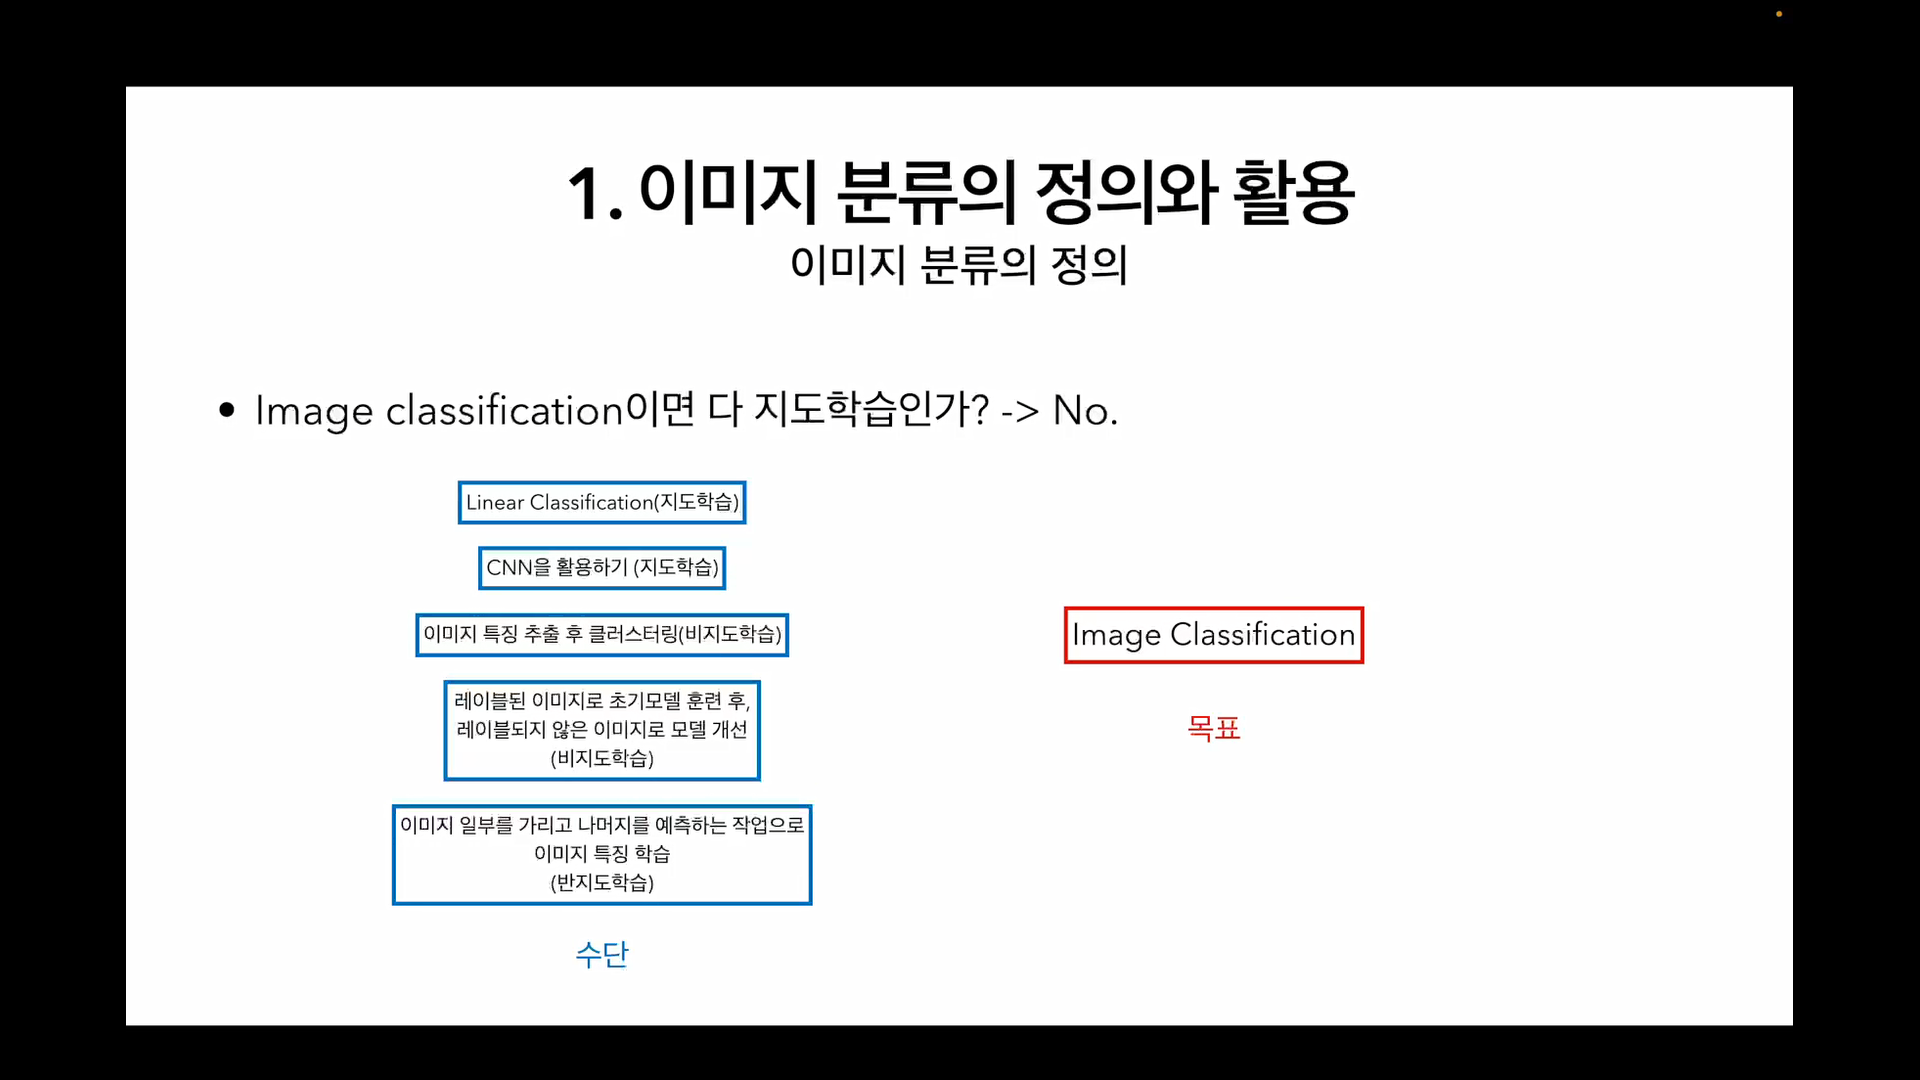 1. 이미지 분류의 정의와 활용
이미지 분류의 정의
• Image classification이면 다 지도학습인가? -> No.
Linear Classification(지도학습)
CNN을 활용하기 (지도학습)
이미지 특징 추출 후 클러스터링(비지도학습)
레이블된 이미지로 초기모델 훈련 후,
레이블되지 않은 이미지로 모델 개선
(비지도학습)
이미지 일부를 가리고 나머지를 예측하는 작업으로
이미지 특징 학습
(반지도학습)
수단
Image Classification
목표